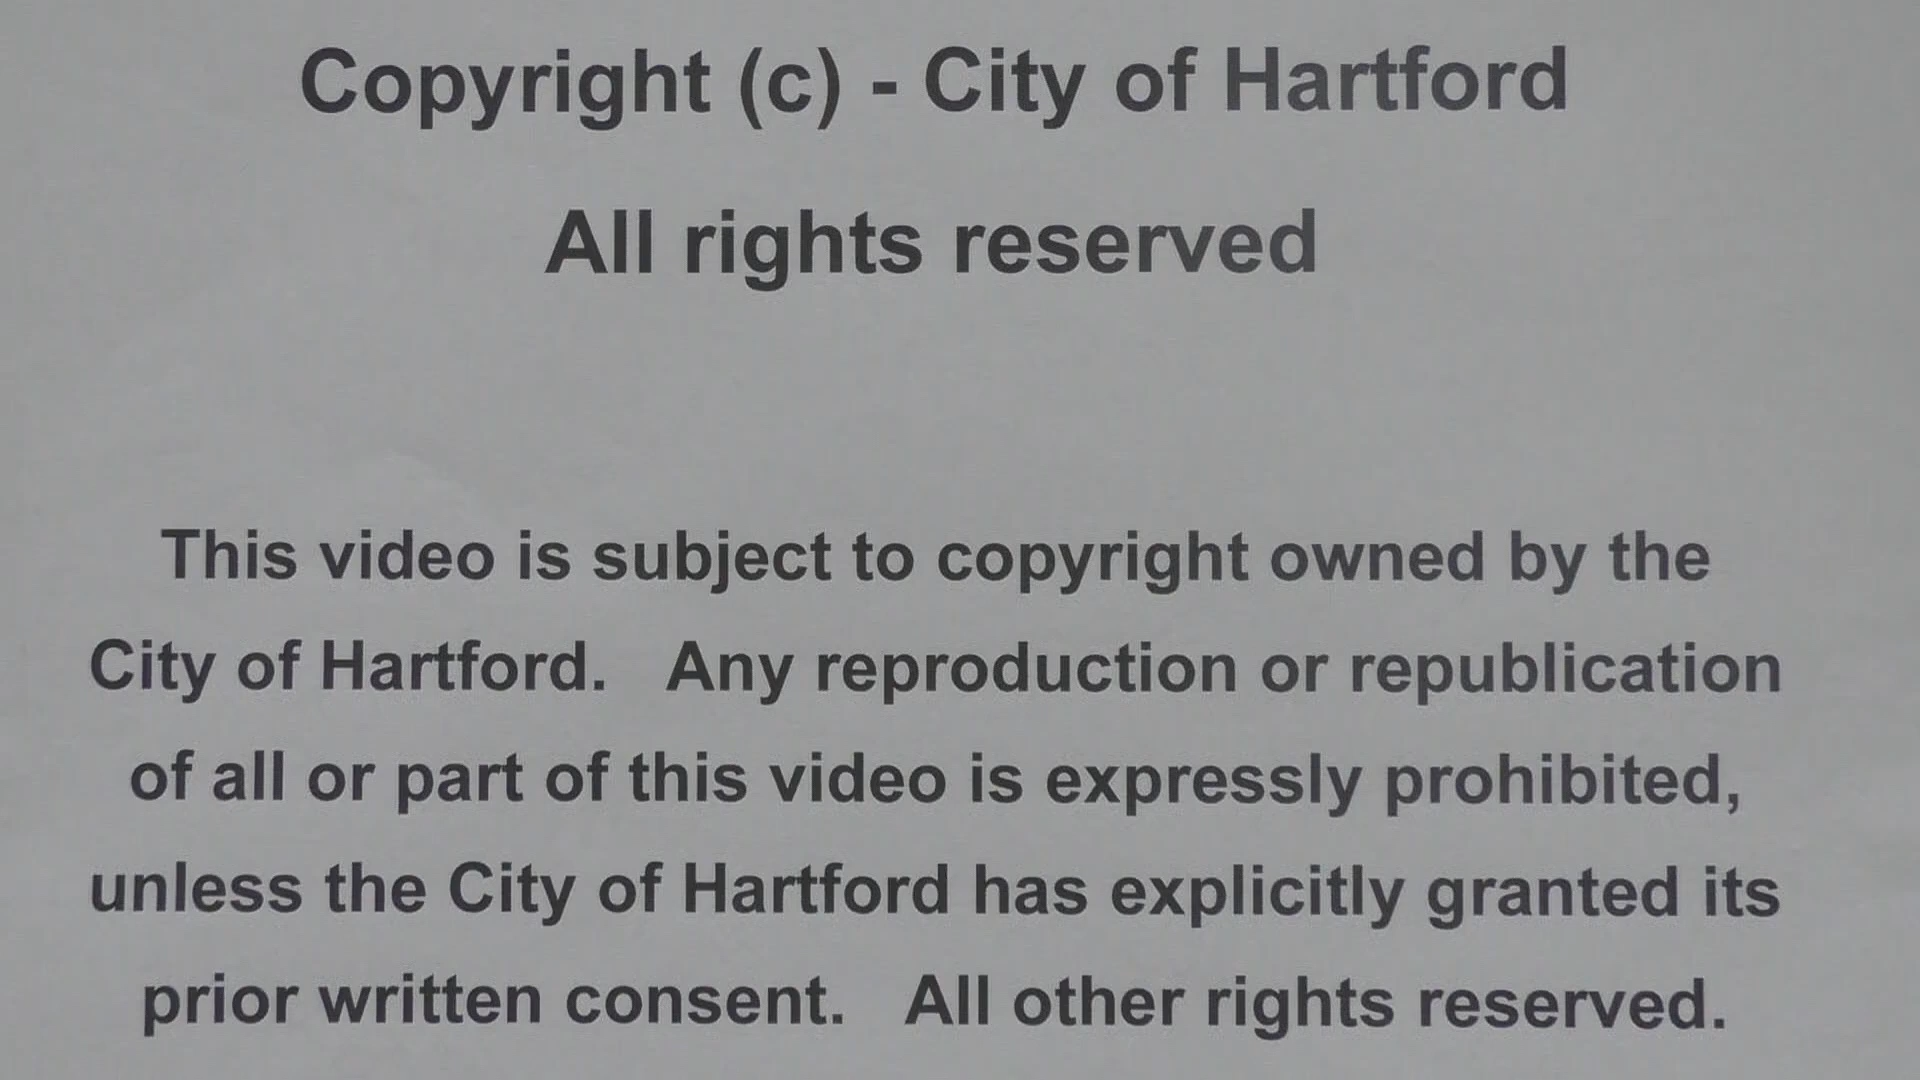 Copyright (c) - City of Hartford
All rights reserved
This video is subject to copyright owned by the
City of Hartford.   Any reproduction or republication
of all or part of this video is expressly prohibited,
unless the City of Hartford has explicitly granted its
prior written consent.   All other rights reserved.